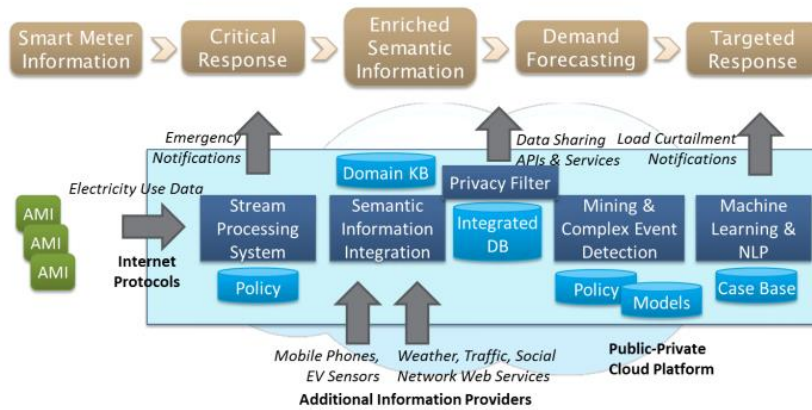 Smart Meter
Information
Critical
Response
Enriched
Semantic
Information
Demand
Forecasting
Targeted
Response
Emergency
Notifications
Data Sharing
APIs & Services
Load Curtailment
Notifications
Electricity Use Data
AMI
AMI
AMI
Internet
Protocols
Stream
Processing
System
Policy
Domain KB
Semantic
Information
Integration
Privacy Filter
Integrated
DB
Mining &
Complex Event
Detection
Policy
Models
Machine
Learning &
NLP
Case Base
Mobile Phones,
EV Sensors
Weather, Traffic, Social
Network Web Services
Additional Information Providers
Public-Private
Cloud Platform